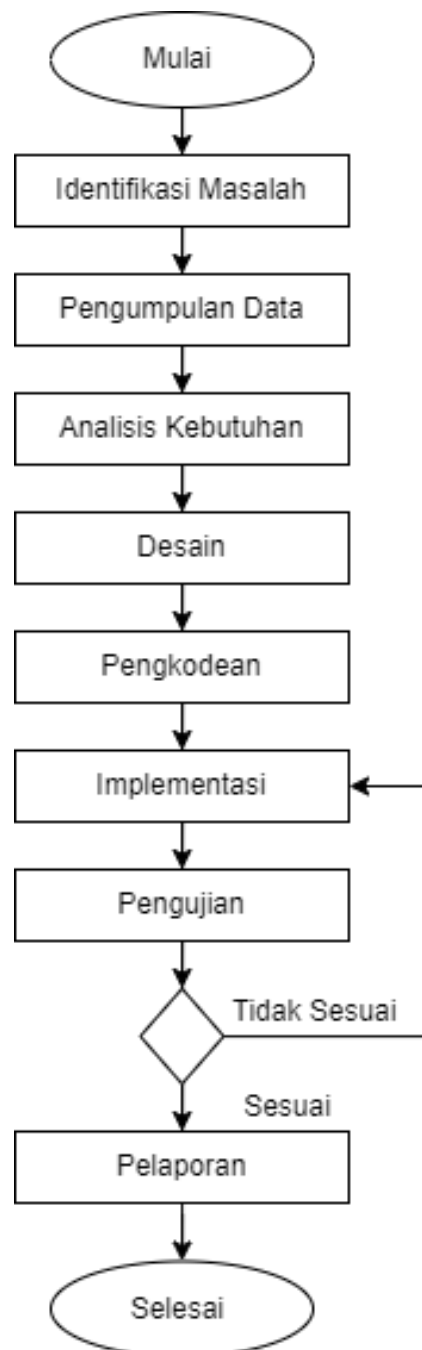 Mulai
Identifikasi Masalah
Pengumpulan Data
Analisis Kebutuhan
Desain
Pengkodean
Implementasi
Pengujian
Tidak Sesuai
Sesuai
Pelaporan
Selesai